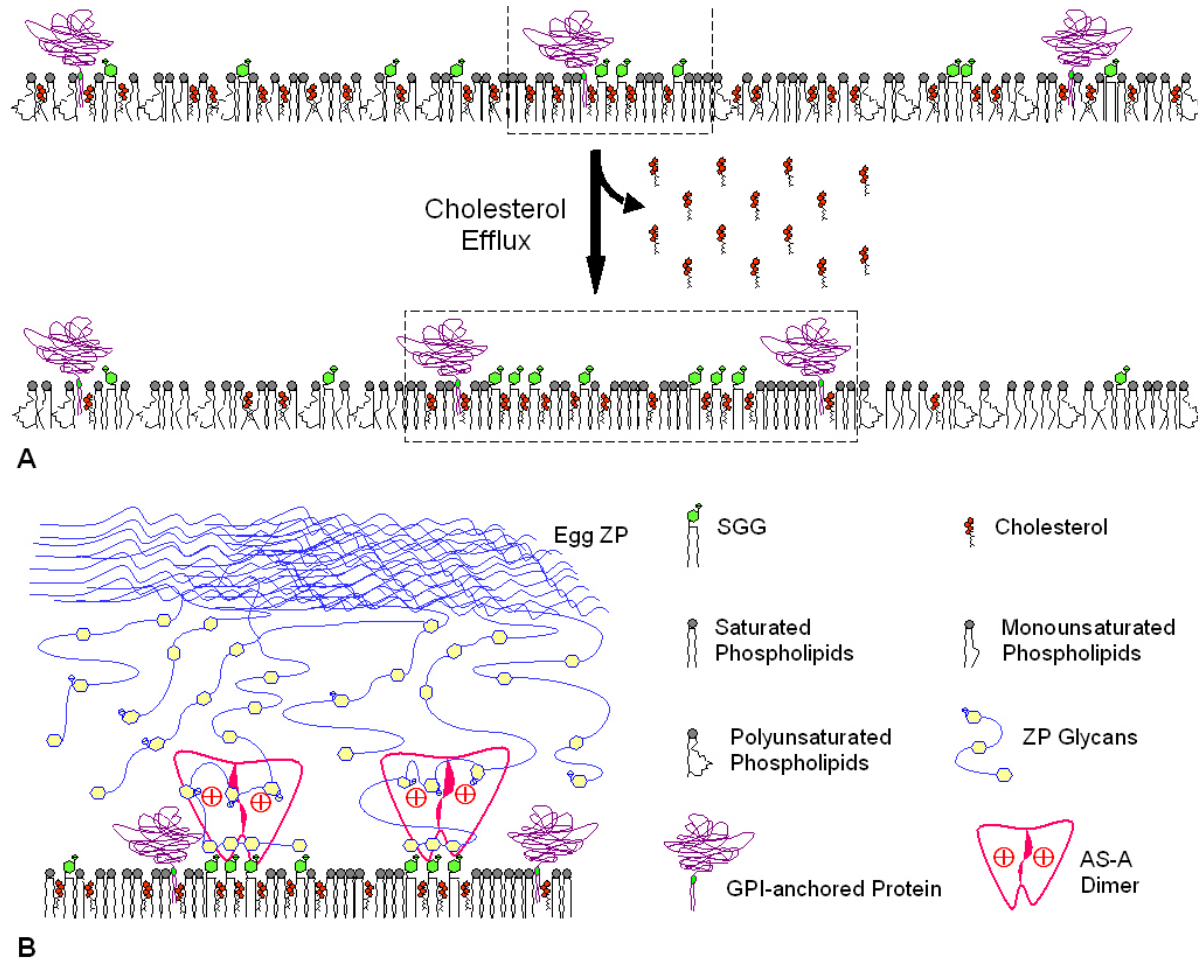 Cholesterol
Efflux
A
Egg ZP
SGG
Cholesterol
Saturated
Phospholipids
Monounsaturated
Phospholipids
Polyunsaturated
Phospholipids
ZP Glycans
GPI-anchored Protein
AS-A
Dimer
B